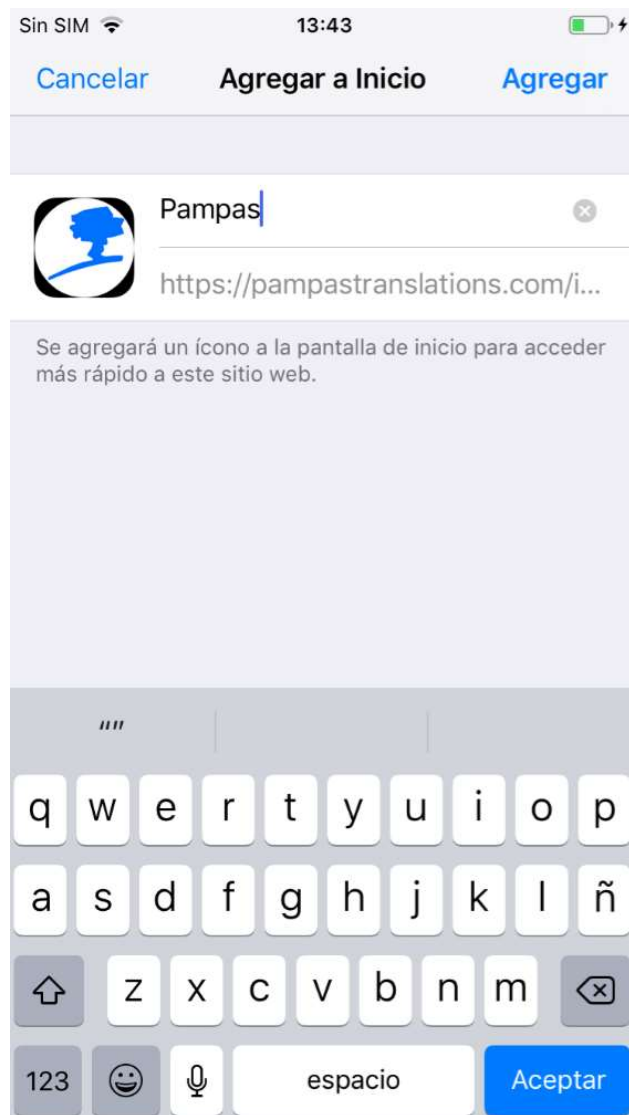 Sin SIM 13:43
Cancelar Agregar a Inicio Agregar
Pampas
https://pampastranslations.com/i...
Se agregará un ícono a la pantalla de inicio para acceder
más rápido a este sitio web.
“”
q w e r t y u i o p
a s d f g h j k l ñ
z x c v b n m
123 espacio Aceptar